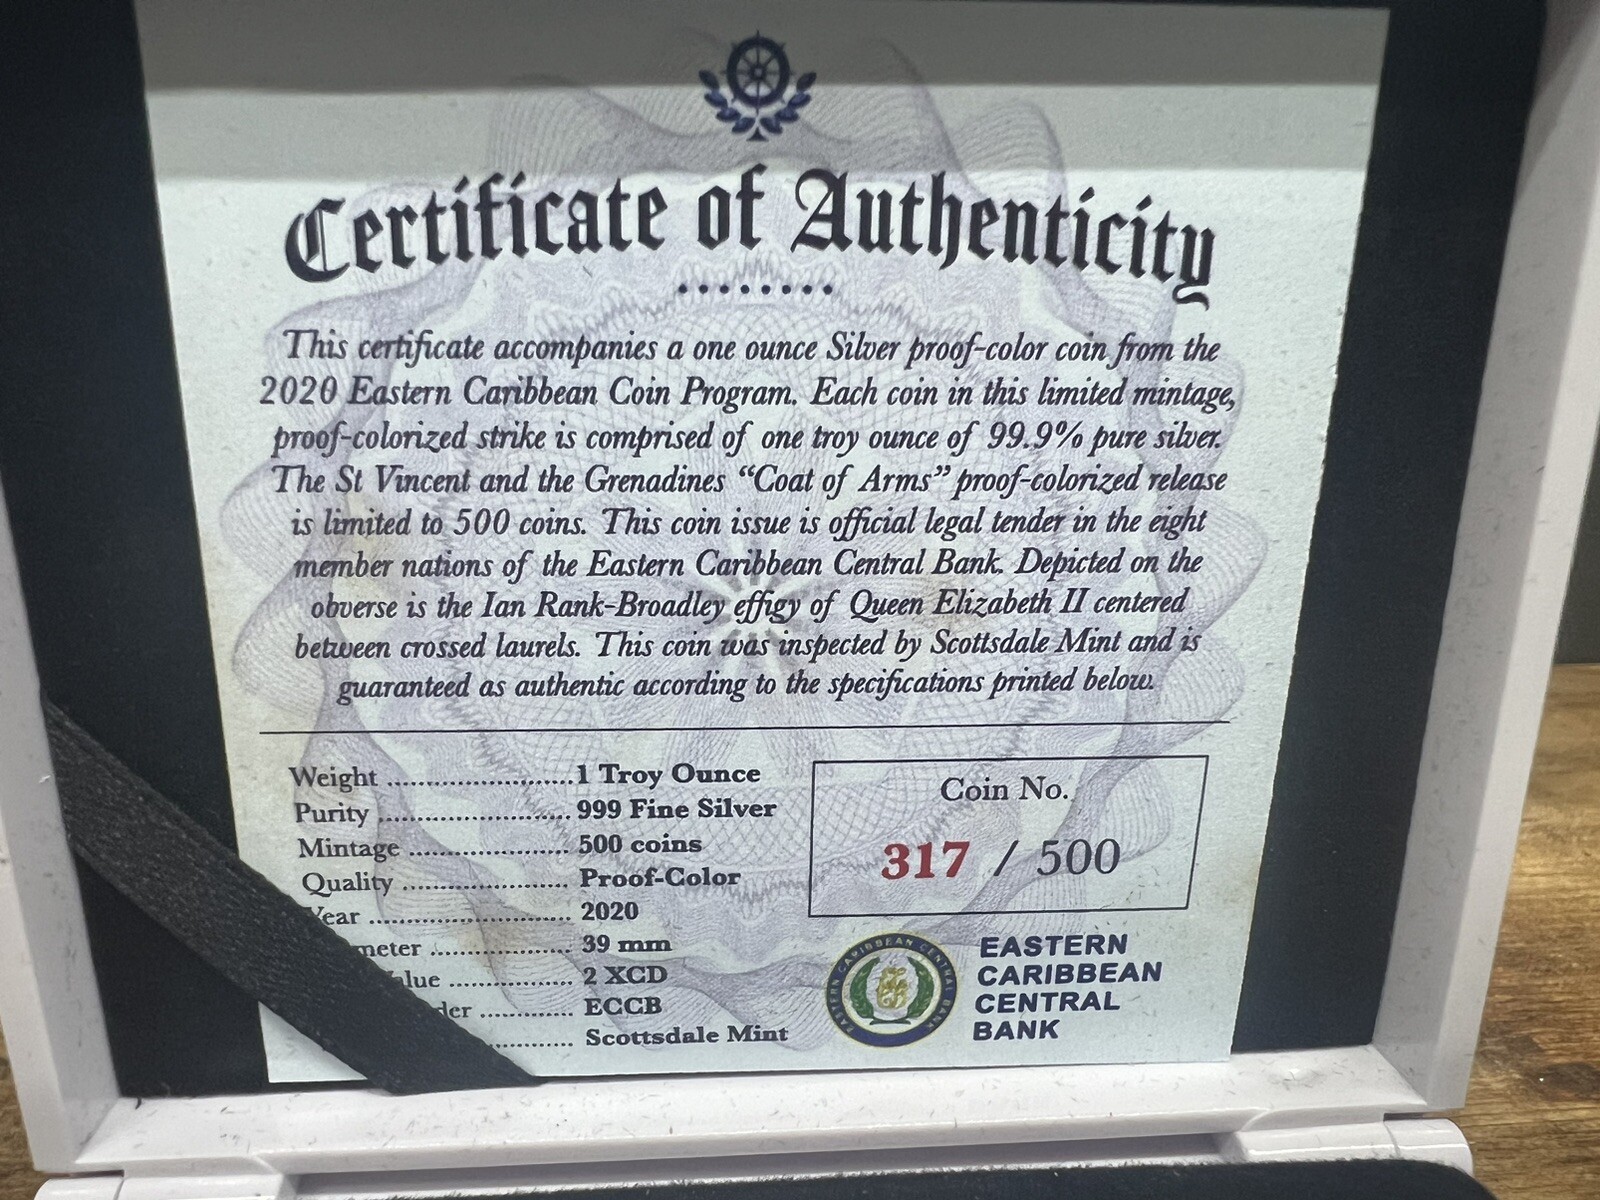 Certificate of Authenticity
This certificate accompanies a one ounce Silver proof-color coin from the
2020 Eastern Caribbean Coin Program. Each coin in this limited mintage,
proof-colorized strike is comprised of one troy ounce of 99.9% pure silver.
The St Vincent and the Grenadines “Coat of Arms” proof-colorized release
is limited to 500 coins. This coin issue is official legal tender in the eight
member nations of the Eastern Caribbean Central Bank. Depicted on the
obverse is the Ian Rank-Broadley effigy of Queen Elizabeth II centered
between crossed laurels. This coin was inspected by Scottsdale Mint and is
guaranteed as authentic according to the specifications printed below.
Weight ........................... 1 Troy Ounce
Purity ........................... 999 Fine Silver
Mintage ....................... 500 coins
Quality ........................ Proof-Color
Year ............................. 2020
meter ..................... 39 mm
alue .................. 2 XCD
der ............. ECCB
............ Scottsdale Mint
Coin No.
317 / 500
EASTERN CARIBBEAN CENTRAL BANK
EASTERN
CARIBBEAN
CENTRAL
BANK